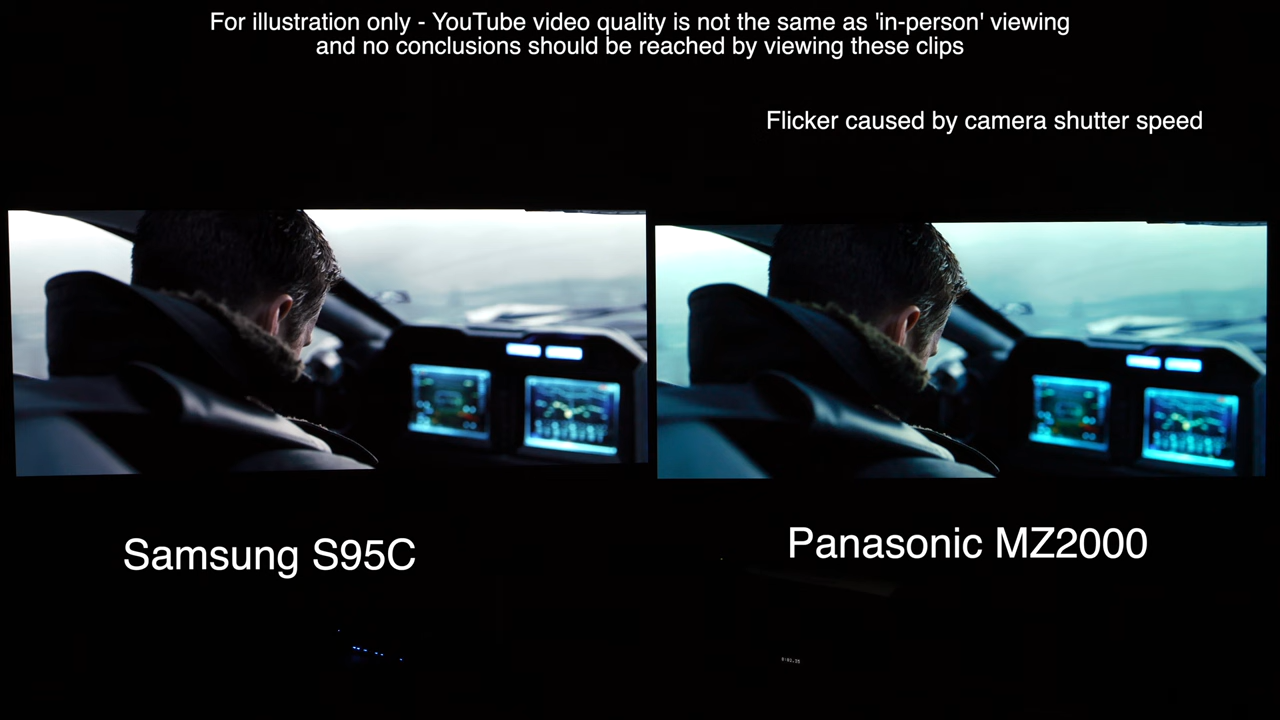 For illustration only - YouTube video quality is not the same as 'in-person' viewing
and no conclusions should be reached by viewing these clips
Flicker caused by camera shutter speed
Samsung S95C
Panasonic MZ2000